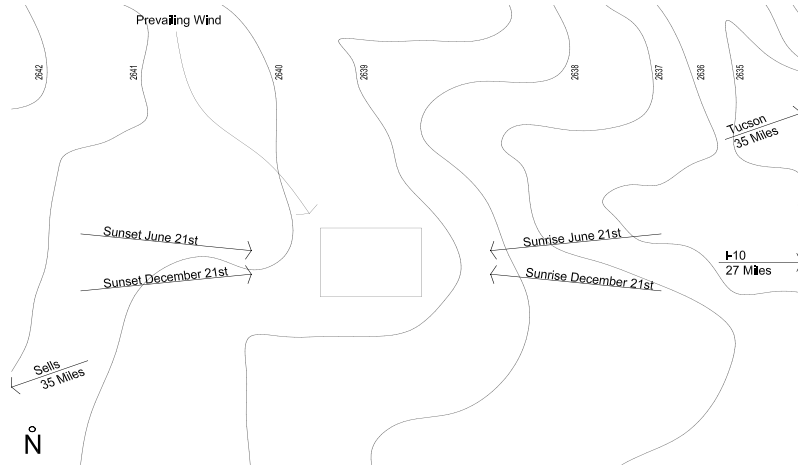 Prevailing Wind
2642
2641
2640
2639
2638
2637
2636
2635
Tucson
35 Miles
Sunset June 21st
Sunrise June 21st
I-10
27 Miles
Sunset December 21st
Sunrise December 21st
Sells
35 Miles
N